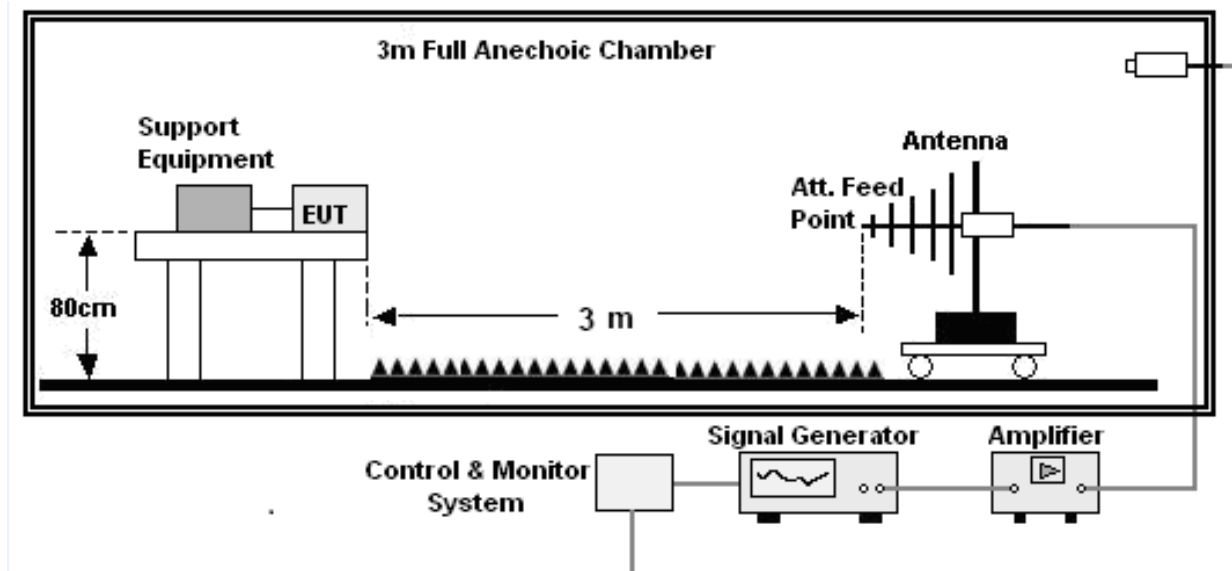 3m Full Anechoic Chamber
Support
Equipment
EUT
80cm
3 m
Antenna
Att. Feed
Point
Signal Generator
Amplifier
Control & Monitor
System